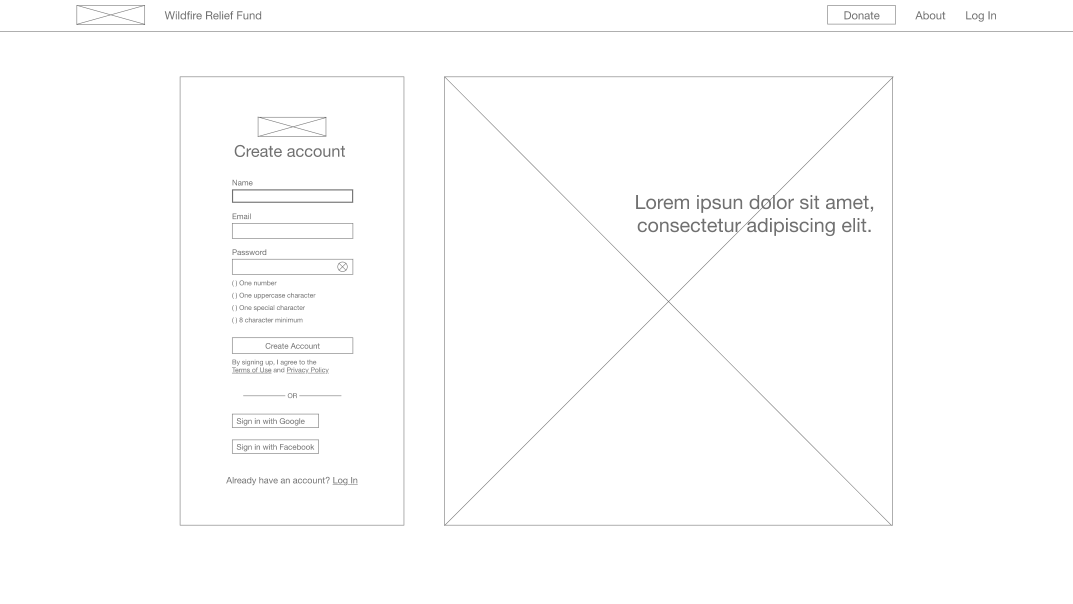 Wildfire Relief Fund
Donate
About
Log In
Create account
Name
Email
Password
( ) One number
( ) One uppercase character
( ) One special character
( ) 8 character minimum
Create Account
By signing up, I agree to the
Terms of Use and Privacy Policy
OR
Sign in with Google
Sign in with Facebook
Already have an account? Log In
Lorem ipsun dolor sit amet,
consectetur adipiscing elit.